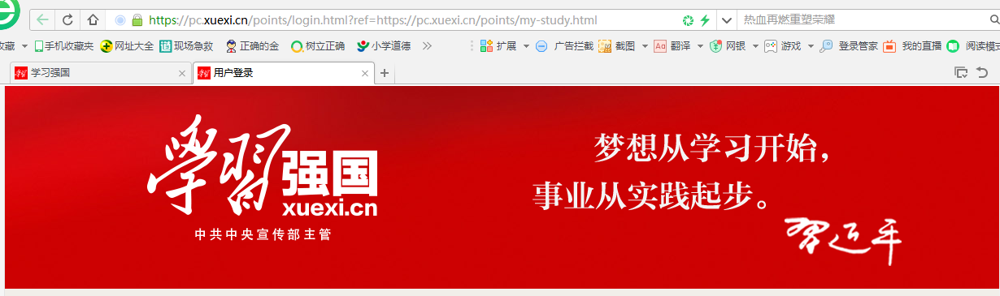 https://pc.xuexi.cn/points/login.html?ref=https://pc.xuexi.cn/points/my-study.html 热血再燃重塑荣耀
收藏 手机收藏夹 网址大全 现场急救 正确的金 树立正确 小学道德 扩展 广告拦截 截图 Aa 翻译 网银 游戏 登录管家 我的直播 阅读模式
学习强国 用户登录
學習强国
xuexi.cn
中共中央宣传部主管
梦想从学习开始，
事业从实践起步。
习近平